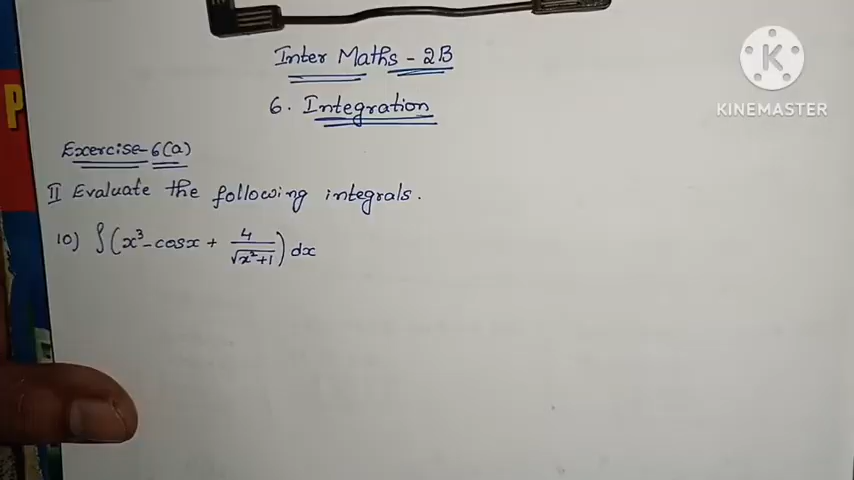 Inter Maths - 2B
6. Integration
Exercise-6(a)
II Evaluate the following integrals.
10) ∫(x³-cosx + 4/√x²+1) dx
K
KINEMASTER
P